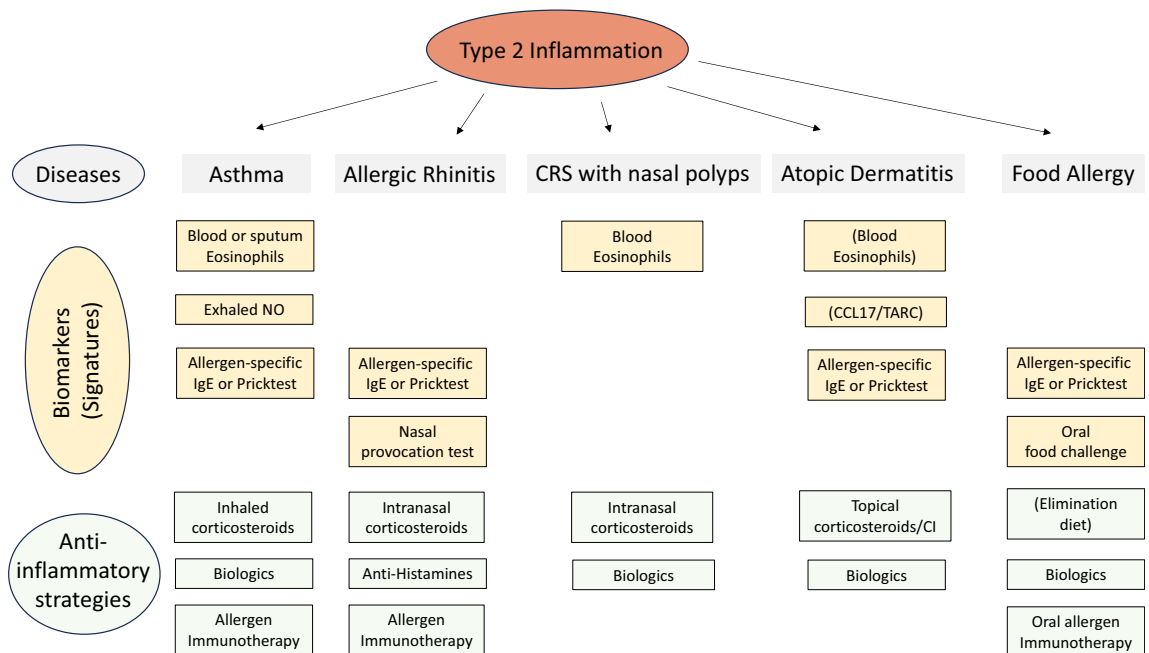 Type 2 Inflammation
Diseases
Asthma
Allergic Rhinitis
CRS with nasal polyps
Atopic Dermatitis
Food Allergy
Biomarkers
(Signatures)
Blood or sputum
Eosinophils
Blood
Eosinophils
(Blood
Eosinophils)
Exhaled NO
(CCL17/TARC)
Allergen-specific
IgE or Pricktest
Allergen-specific
IgE or Pricktest
Allergen-specific
IgE or Pricktest
Allergen-specific
IgE or Pricktest
Nasal
provocation test
Oral
food challenge
Anti-
inflammatory
strategies
Inhaled
corticosteroids
Intranasal
corticosteroids
Intranasal
corticosteroids
Topical
corticosteroids/CI
(Elimination
diet)
Biologics
Anti-Histamines
Biologics
Biologics
Biologics
Allergen
Immunotherapy
Allergen
Immunotherapy
Oral allergen
Immunotherapy